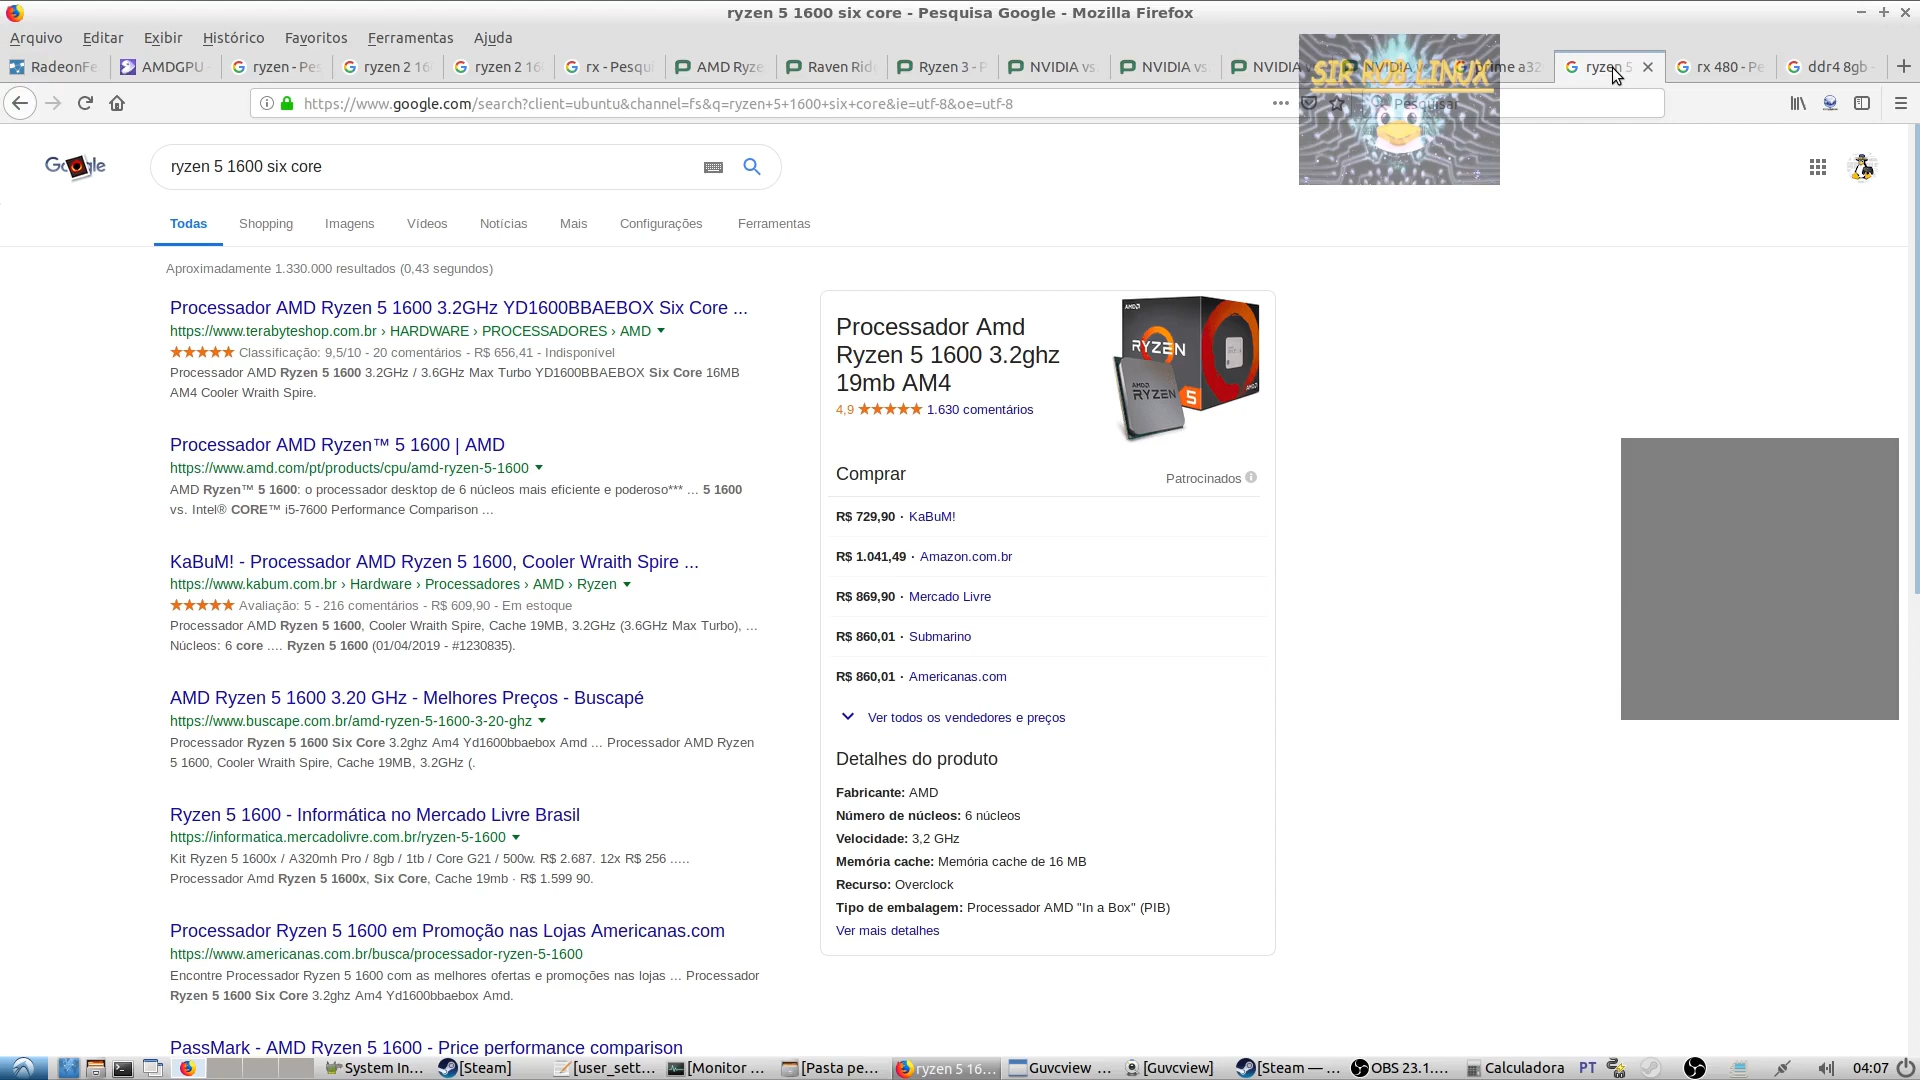 ryzen 5 1600 six core - Pesquisa Google - Mozilla Firefox
Arquivo Editar Exibir Histórico Favoritos Ferramentas Ajuda
RadeonFe AMDGPU ryzen - Pes ryzen 2 16 ryzen 2 16 rx - Pesqui AMD Ryze Raven Rid Ryzen 3 - P NVIDIA vs. NVIDIA vs NVIDIA v NVIDIA vs prime a32 ryzen 5 rx 480 - Pe ddr4 8gb
SIR ROB LINUX
https://www.google.com/search?client=ubuntu&channel=fs&q=ryzen+5+1600+six+core&ie=utf-8&oe=utf-8
Pesquisar
Google
ryzen 5 1600 six core
Todas Shopping Imagens Vídeos Notícias Mais Configurações Ferramentas
Aproximadamente 1.330.000 resultados (0,43 segundos)
Processador AMD Ryzen 5 1600 3.2GHz YD1600BBAEBOX Six Core ...
https://www.terabyteshop.com.br › HARDWARE › PROCESSADORES › AMD
Classificação: 9,5/10 - 20 comentários - R$ 656,41 - Indisponível
Processador AMD Ryzen 5 1600 3.2GHz / 3.6GHz Max Turbo YD1600BBAEBOX Six Core 16MB
AM4 Cooler Wraith Spire.
Processador AMD Ryzen™ 5 1600 | AMD
https://www.amd.com/pt/products/cpu/amd-ryzen-5-1600
AMD Ryzen™ 5 1600: o processador desktop de 6 núcleos mais eficiente e poderoso*** ... 5 1600
vs. Intel® CORE™ i5-7600 Performance Comparison ...
KaBuM! - Processador AMD Ryzen 5 1600, Cooler Wraith Spire ...
https://www.kabum.com.br › Hardware › Processadores › AMD › Ryzen
Avaliação: 5 - 216 comentários - R$ 609,90 - Em estoque
Processador AMD Ryzen 5 1600, Cooler Wraith Spire, Cache 19MB, 3.2GHz (3.6GHz Max Turbo), ...
Núcleos: 6 core .... Ryzen 5 1600 (01/04/2019 - #1230835).
AMD Ryzen 5 1600 3.20 GHz - Melhores Preços - Buscapé
https://www.buscape.com.br/amd-ryzen-5-1600-3-20-ghz
Processador Ryzen 5 1600 Six Core 3.2ghz Am4 Yd1600bbaebox Amd ... Processador AMD Ryzen
5 1600, Cooler Wraith Spire, Cache 19MB, 3.2GHz (.
Ryzen 5 1600 - Informática no Mercado Livre Brasil
https://informatica.mercadolivre.com.br/ryzen-5-1600
Kit Ryzen 5 1600x / A320mh Pro / 8gb / 1tb / Core G21 / 500w. R$ 2.687. 12x R$ 256 .....
Processador Amd Ryzen 5 1600x, Six Core, Cache 19mb · R$ 1.599 90.
Processador Ryzen 5 1600 em Promoção nas Lojas Americanas.com
https://www.americanas.com.br/busca/processador-ryzen-5-1600
Encontre Processador Ryzen 5 1600 com as melhores ofertas e promoções nas lojas ... Processador
Ryzen 5 1600 Six Core 3.2ghz Am4 Yd1600bbaebox Amd.
PassMark - AMD Ryzen 5 1600 - Price performance comparison
Processador Amd
Ryzen 5 1600 3.2ghz
19mb AM4
4,9 1.630 comentários
AMD
RYZEN
AMD
RYZEN
5
AMD
Comprar Patrocinados
R$ 729,90 · KaBuM!
R$ 1.041,49 · Amazon.com.br
R$ 869,90 · Mercado Livre
R$ 860,01 · Submarino
R$ 860,01 · Americanas.com
Ver todos os vendedores e preços
Detalhes do produto
Fabricante: AMD
Número de núcleos: 6 núcleos
Velocidade: 3,2 GHz
Memória cache: Memória cache de 16 MB
Recurso: Overclock
Tipo de embalagem: Processador AMD "In a Box" (PIB)
Ver mais detalhes
System In... [Steam] [user_sett... [Monitor ... [Pasta pe... ryzen 5 16... Guvcview ... [Guvcview] [Steam — ... OBS 23.1.... Calculadora PT 04:07